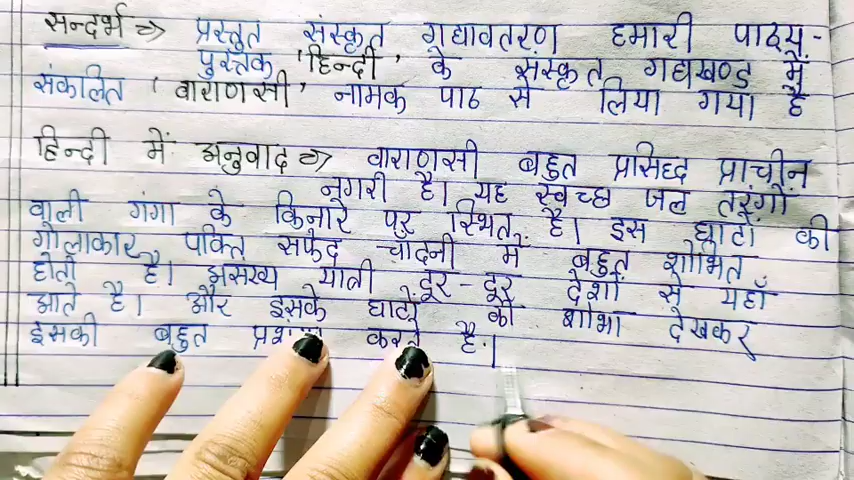 सन्दर्भ => प्रस्तुत संस्कृत गद्यावतरण हमारी पाठ्य-
पुस्तक 'हिन्दी' के संस्कृत गद्यखण्ड में
संकलित 'वाराणसी' नामक पाठ से लिया गया है
हिन्दी में अनुवाद => वाराणसी बहुत प्रसिध्द प्राचीन
नगरी है। यह स्वच्छ जल तरंगों
वाली गंगा के किनारे पर स्थित है। इस घाटों की
गोलाकार पंक्ति सफेद चाँदनी में बहुत शोभित
होती है। असंख्य यात्री दूर-दूर देशों से यहाँ
आते है। और इसके घाटों की शोभा देखकर
इसकी बहुत करते है।